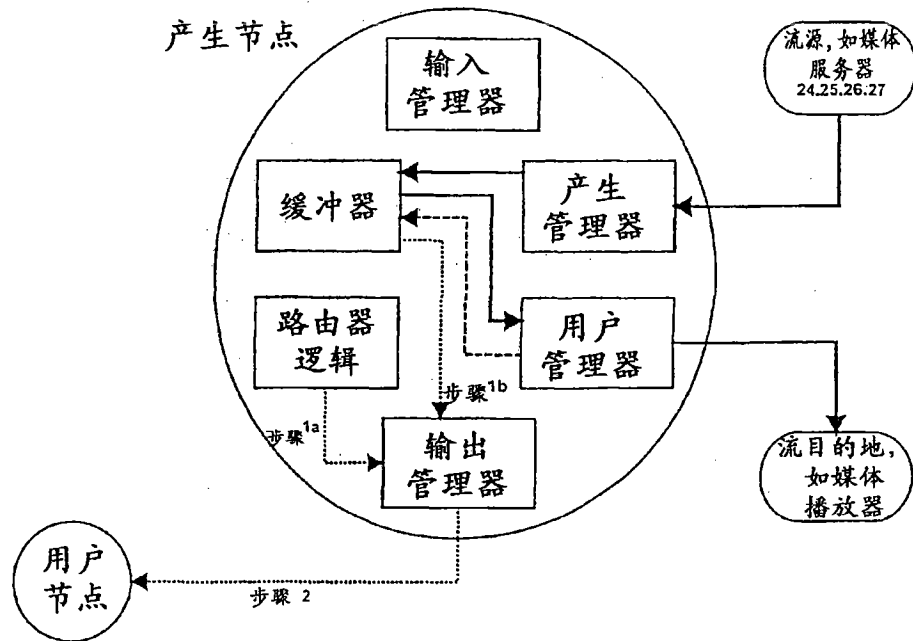 产生节点
输入
管理器
流源,如媒体
服务器
24.25.26.27
缓冲器
产生
管理器
路由器
逻辑
用户
管理器
步骤1b
步骤1a
输出
管理器
流目的地,
如媒体
播放器
用户
节点
步骤 2